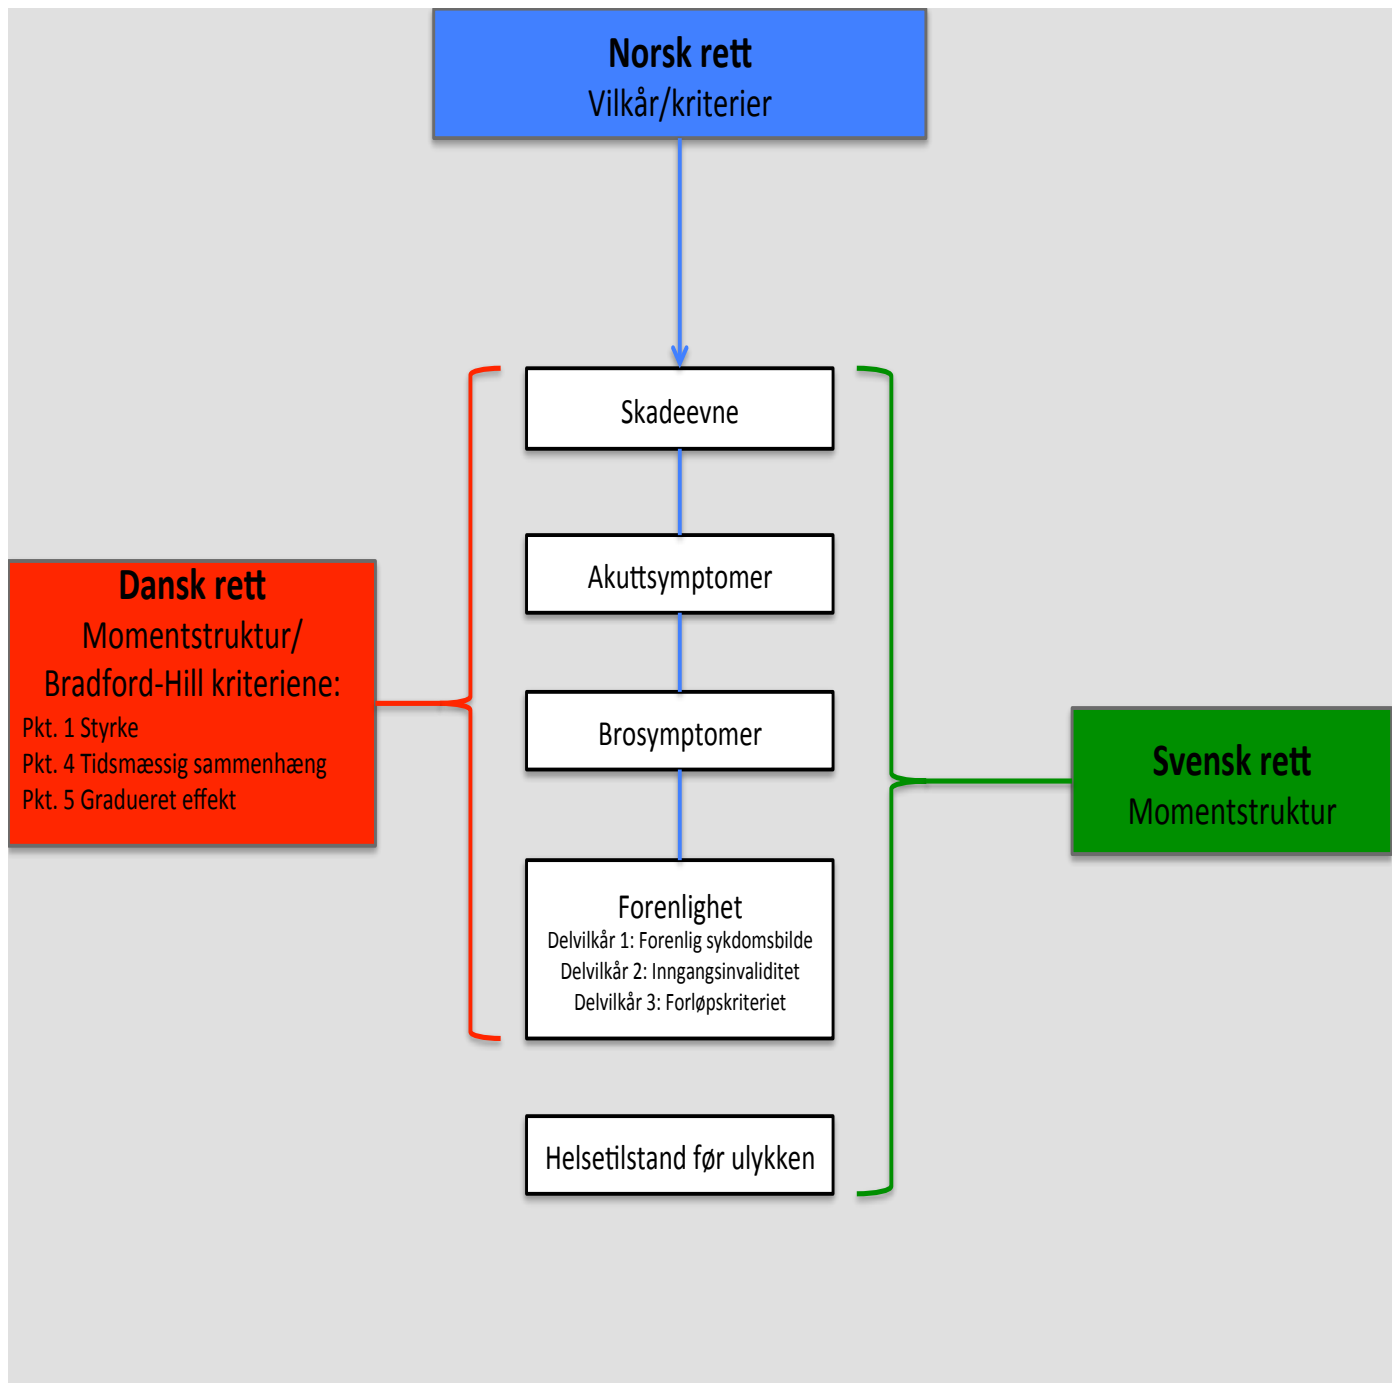 Norsk rett
Vilkår/kriterier
Skadeevne
Akuttsymptomer
Dansk rett
Momentstruktur/
Bradford-Hill kriteriene:
Pkt. 1 Styrke
Pkt. 4 Tidsmæssig sammenhæng
Pkt. 5 Gradueret effekt
Brosymptomer
Svensk rett
Momentstruktur
Forenlighet
Delvilkår 1: Forenlig sykdomsbilde
Delvilkår 2: Inngangsinvaliditet
Delvilkår 3: Forløpskriteriet
Helsetilstand før ulykken